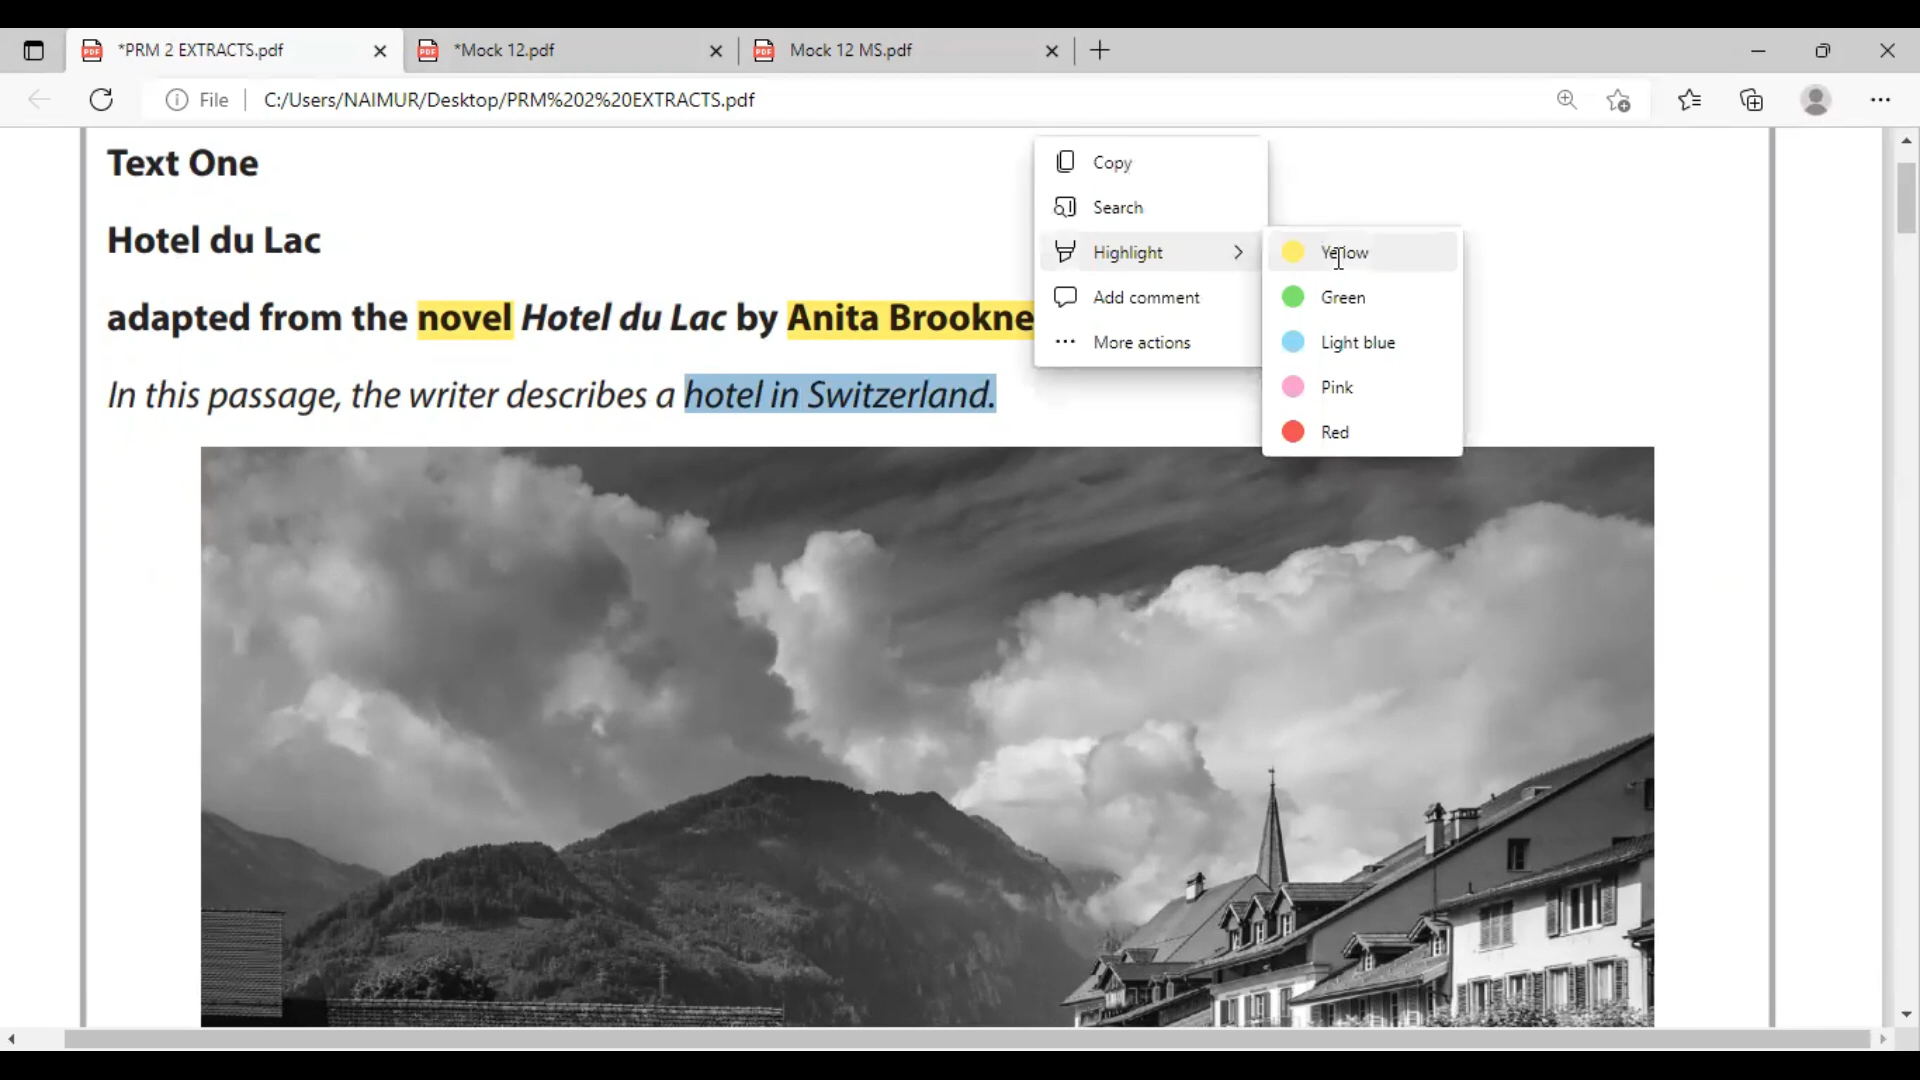 *PRM 2 EXTRACTS.pdf
*Mock 12.pdf
Mock 12 MS.pdf
File
C:/Users/NAIMUR/Desktop/PRM%202%20EXTRACTS.pdf
Text One
Hotel du Lac
adapted from the novel Hotel du Lac by Anita Brookne
In this passage, the writer describes a hotel in Switzerland.
Copy
Search
Highlight
Add comment
More actions
Yellow
Green
Light blue
Pink
Red